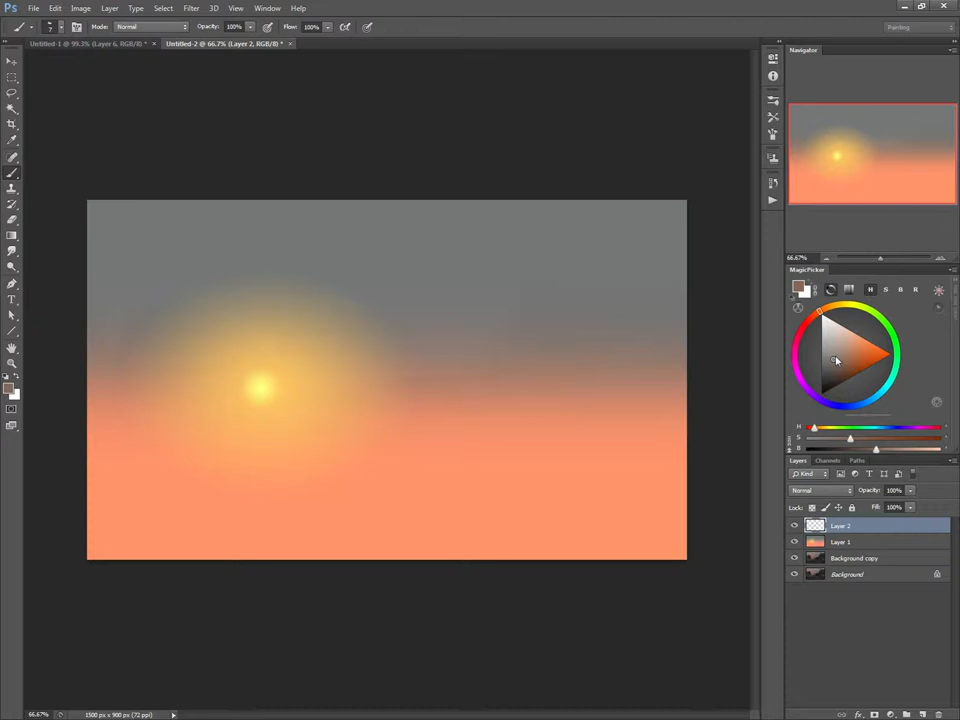 Ps File Edit Image Layer Type Select Filter 3D View Window Help
7 Mode: Normal Opacity: 100% Flow: 100% Painting
Untitled-1 @ 99.3% (Layer 6, RGB/8) * × Untitled-2 @ 66.7% (Layer 2, RGB/8) * ×
Navigator
66.67%
MagicPicker
H S B R
H
S
B
Layers Channels Paths
Kind
Normal Opacity: 100%
Lock: Fill: 100%
Layer 2
Layer 1
Background copy
Background
66.67% 1500 px x 900 px (72 ppi)